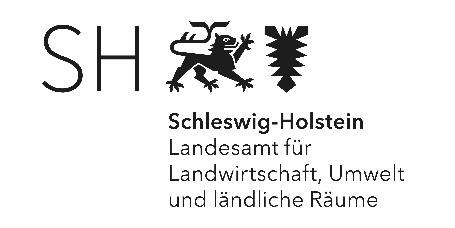 SH
Schleswig-Holstein
Landesamt für
Landwirtschaft, Umwelt
und ländliche Räume